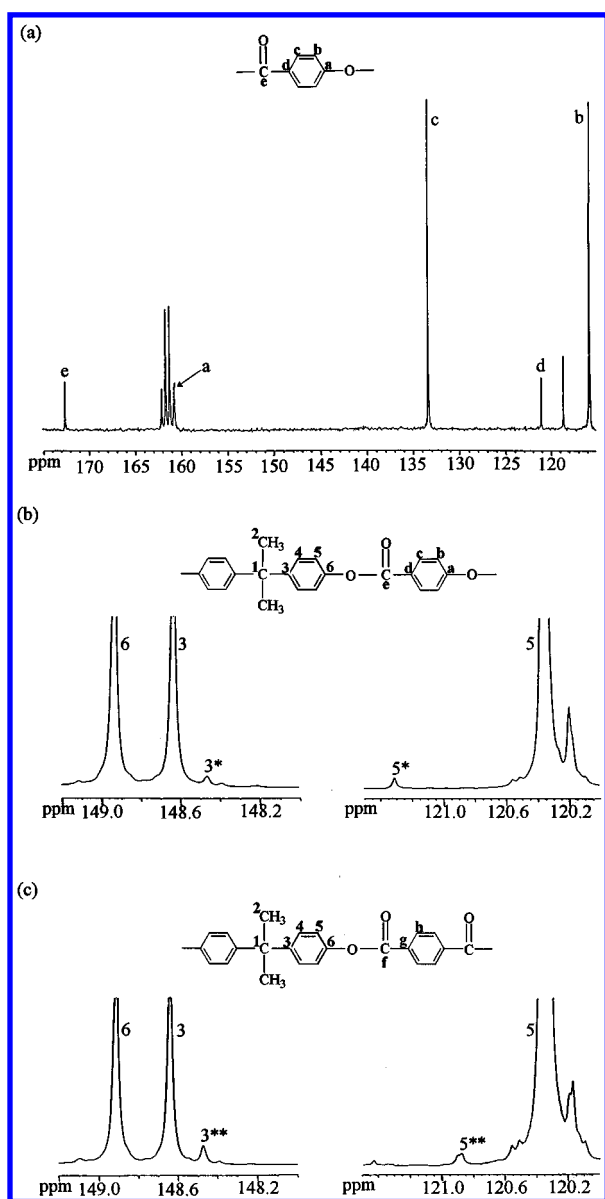 (a)
O
c b
C d a O
e
c
b
e
a
d
ppm 170 165 160 155 150 145 140 135 130 125 120
(b)
2 CH3 4 5 O c b
1 3 6 O C d a O
CH3 e
6 3 5
3* 5*
ppm 149.0 148.6 148.2 ppm 121.0 120.6 120.2
(c)
2 CH3 4 5 O h O
1 3 6 O C g C
CH3 f
6 3 5
3** 5**
ppm 149.0 148.6 148.2 ppm 121.0 120.6 120.2